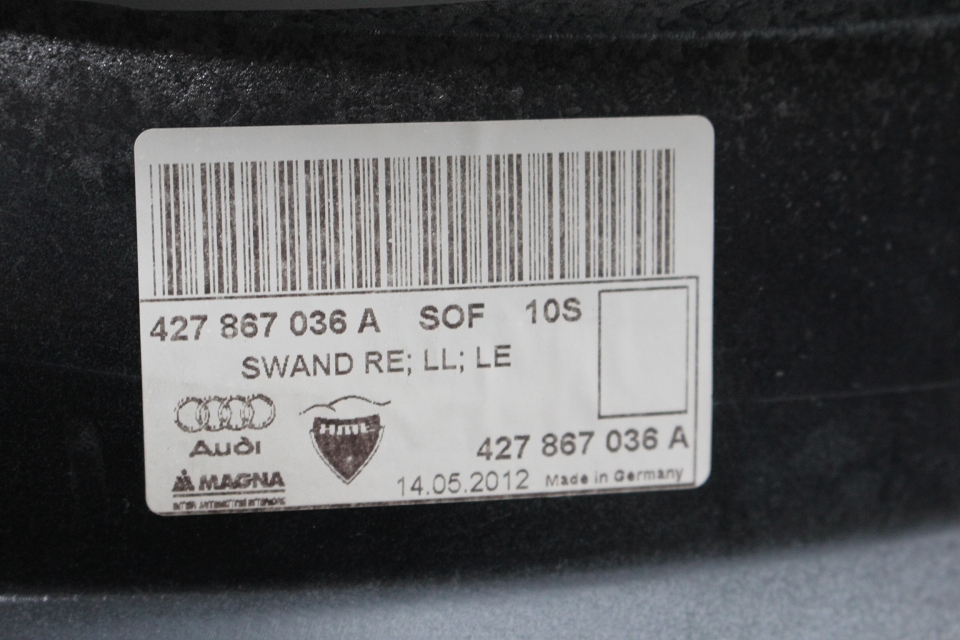 427 867 036 A SOF 10S
SWAND RE; LL; LE
Audi
HML
427 867 036 A
MAGNA
14.05.2012 Made in Germany